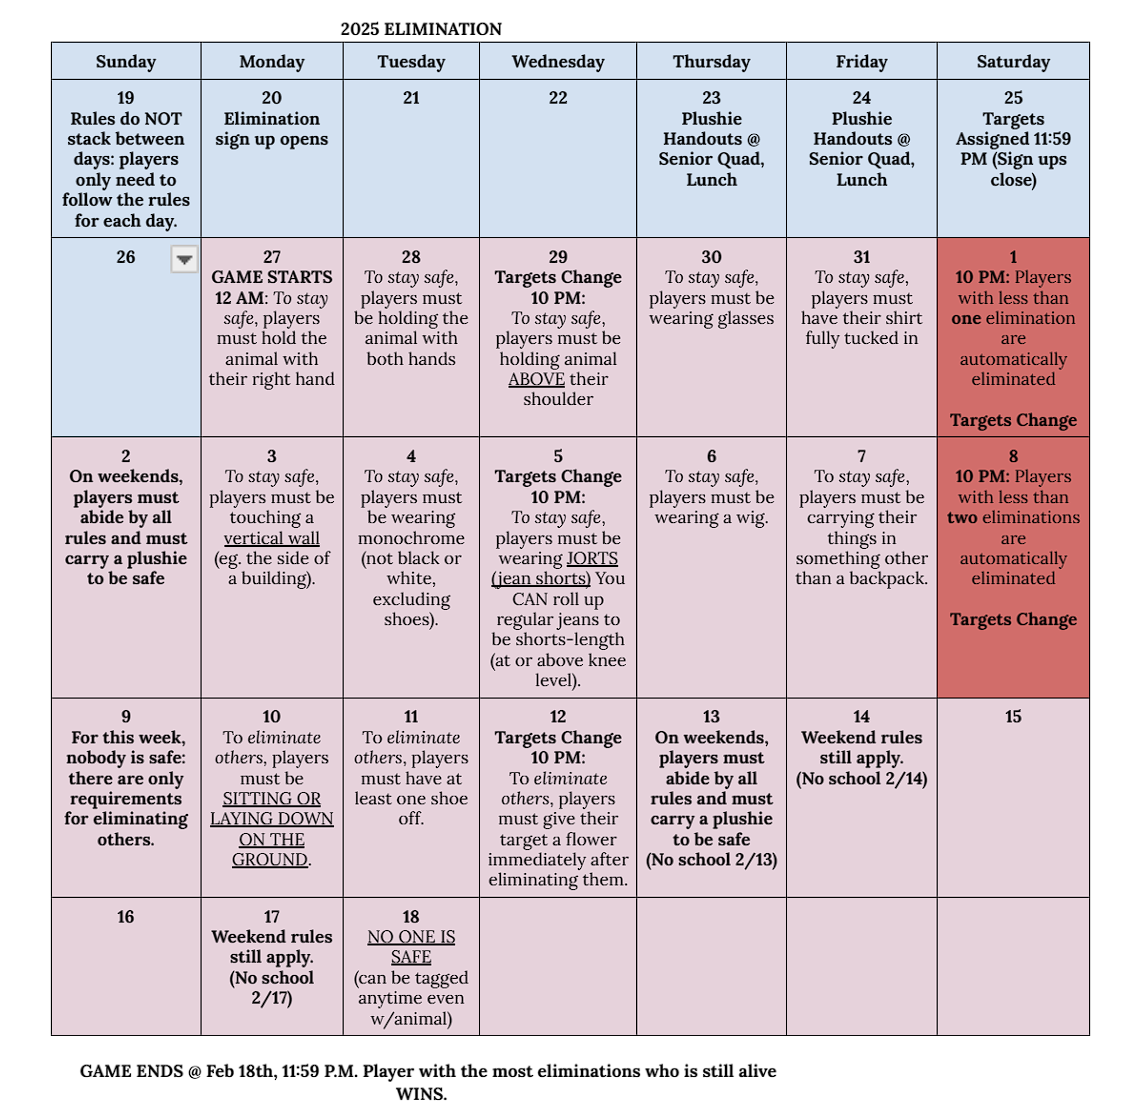 2025 ELIMINATION
Sunday
Monday
Tuesday
Wednesday
Thursday
Friday
Saturday
19
Rules do NOT
stack between
days: players
only need to
follow the rules
for each day.
20
Elimination
sign up opens
21
22
23
Plushie
Handouts @
Senior Quad,
Lunch
24
Plushie
Handouts @
Senior Quad,
Lunch
25
Targets
Assigned 11:59
PM (Sign ups
close)
26
27
GAME STARTS
12 AM: To stay
safe, players
must hold the
animal with
their right hand
28
To stay safe,
players must
be holding the
animal with
both hands
29
Targets Change
10 PM:
To stay safe,
players must be
holding animal
ABOVE their
shoulder
30
To stay safe,
players must be
wearing glasses
31
To stay safe,
players must
have their shirt
fully tucked in
1
10 PM: Players
with less than
one elimination
are
automatically
eliminated
Targets Change
2
On weekends,
players must
abide by all
rules and must
carry a plushie
to be safe
3
To stay safe,
players must be
touching a
vertical wall
(eg. the side of
a building).
4
To stay safe,
players must
be wearing
monochrome
(not black or
white,
excluding
shoes).
5
Targets Change
10 PM:
To stay safe,
players must be
wearing JORTS
(jean shorts) You
CAN roll up
regular jeans to
be shorts-length
(at or above knee
level).
6
To stay safe,
players must be
wearing a wig.
7
To stay safe,
players must be
carrying their
things in
something other
than a backpack.
8
10 PM: Players
with less than
two eliminations
are
automatically
eliminated
Targets Change
9
For this week,
nobody is safe:
there are only
requirements
for eliminating
others.
10
To eliminate
others, players
must be
SITTING OR
LAYING DOWN
ON THE
GROUND.
11
To eliminate
others, players
must have at
least one shoe
off.
12
Targets Change
10 PM:
To eliminate
others, players
must give their
target a flower
immediately after
eliminating them.
13
On weekends,
players must
abide by all
rules and must
carry a plushie
to be safe
(No school 2/13)
14
Weekend rules
still apply.
(No school 2/14)
15
16
17
Weekend rules
still apply.
(No school
2/17)
18
NO ONE IS
SAFE
(can be tagged
anytime even
w/animal)
GAME ENDS @ Feb 18th, 11:59 P.M. Player with the most eliminations who is still alive
WINS.